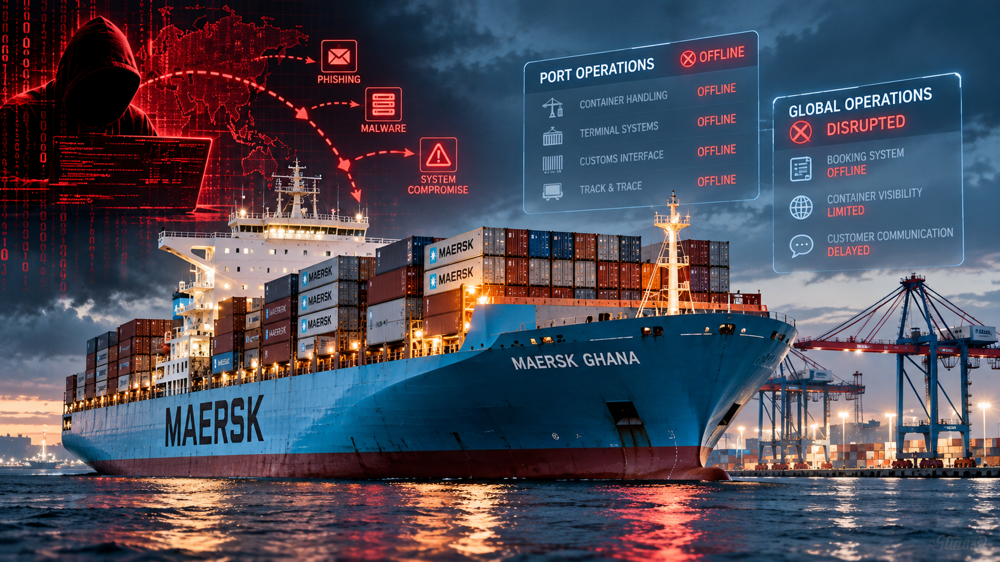 PHISHING
MALWARE
SYSTEM
COMPROMISE
PORT OPERATIONS
OFFLINE
CONTAINER HANDLING
OFFLINE
TERMINAL SYSTEMS
OFFLINE
CUSTOMS INTERFACE
OFFLINE
TRACK & TRACE
OFFLINE
GLOBAL OPERATIONS
DISRUPTED
BOOKING SYSTEM
OFFLINE
CONTAINER VISIBILITY
LIMITED
CUSTOMER COMMUNICATION
DELAYED
MAERSK
MAERSK
MAERSK
MAERSK
MAERSK
MAERSK
MAERSK
MAERSK GHANA
MAERSK